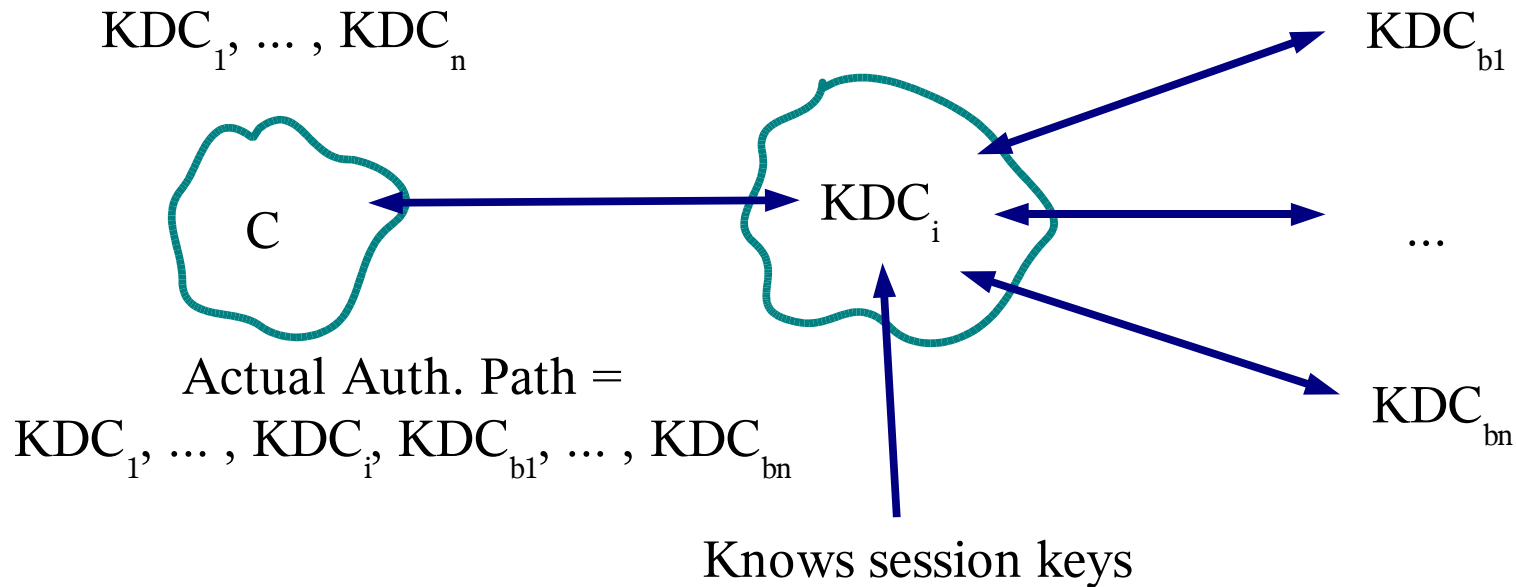 KDC1, ... , KDCn
KDCb1
C
KDCi
...
Actual Auth. Path =
KDC1, ... , KDCi, KDCb1, ... , KDCbn
KDCbn
Knows session keys